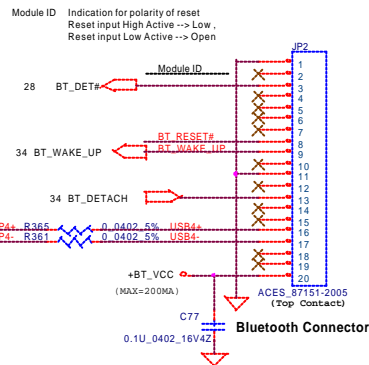 Module ID Indication for polarity of reset
Reset input High Active --> Low ,
Reset input Low Active --> Open
JP2
Module ID
28 BT_DET#
BT_RESET#
34 BT_WAKE_UP BT_WAKE_UP
34 BT_DETACH
P4+ R365 0_0402_5% USB4+
P4- R361 0_0402_5% USB4-
1
2
3
4
5
6
7
8
9
10
11
12
13
14
15
16
17
18
19
20
+BT_VCC
(MAX=200MA)
ACES_87151-2005
(Top Contact)
C77
0.1U_0402_16V4Z
Bluetooth Connector